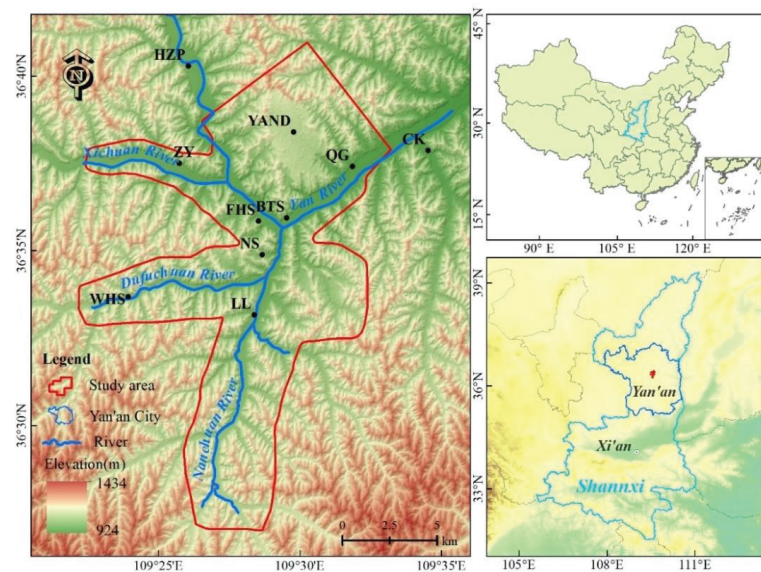 36°40'N
36°35'N
36°30'N
109°25'E
109°30'E
109°35'E
N
HZP
YAND
CK
ZY
QG
Xichuan River
FHS
BTS
Yan River
NS
Dufuchuan River
WHS
LL
Nanchuan River
Legend
Study area
Yan'an City
River
Elevation(m)
1434
924
0 5 10
km
45°N
30°N
15°N
90°E
105°E
120°E
39°N
36°N
33°N
Yan'an
Xi'an
Shannxi
105°E
108°E
111°E